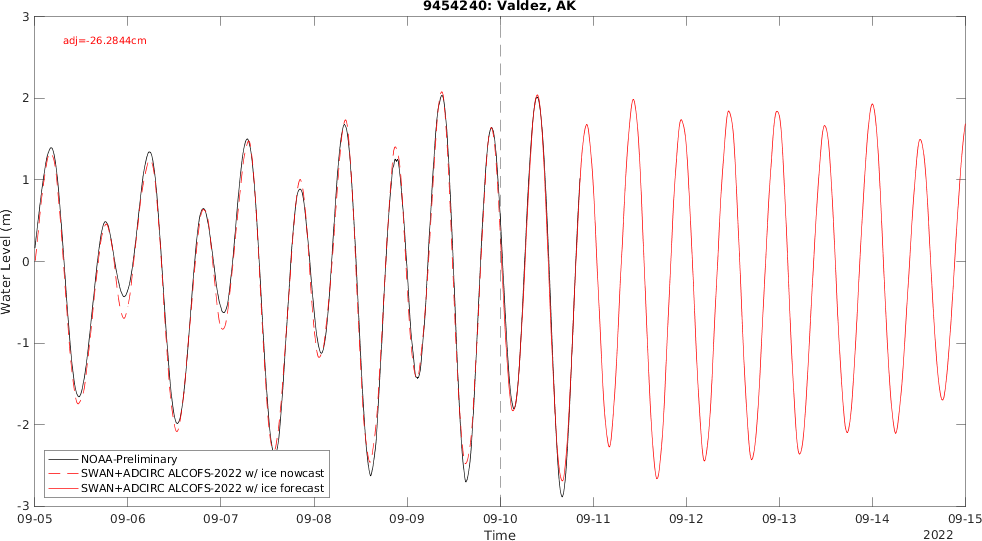 9454240: Valdez, AK
adj=-26.2844cm
3
2
1
0
-1
-2
-3
Water Level (m)
NOAA-Preliminary
SWAN+ADCIRC ALCOFS-2022 w/ ice nowcast
SWAN+ADCIRC ALCOFS-2022 w/ ice forecast
09-05 09-06 09-07 09-08 09-09 09-10 09-11 09-12 09-13 09-14 09-15
Time
2022